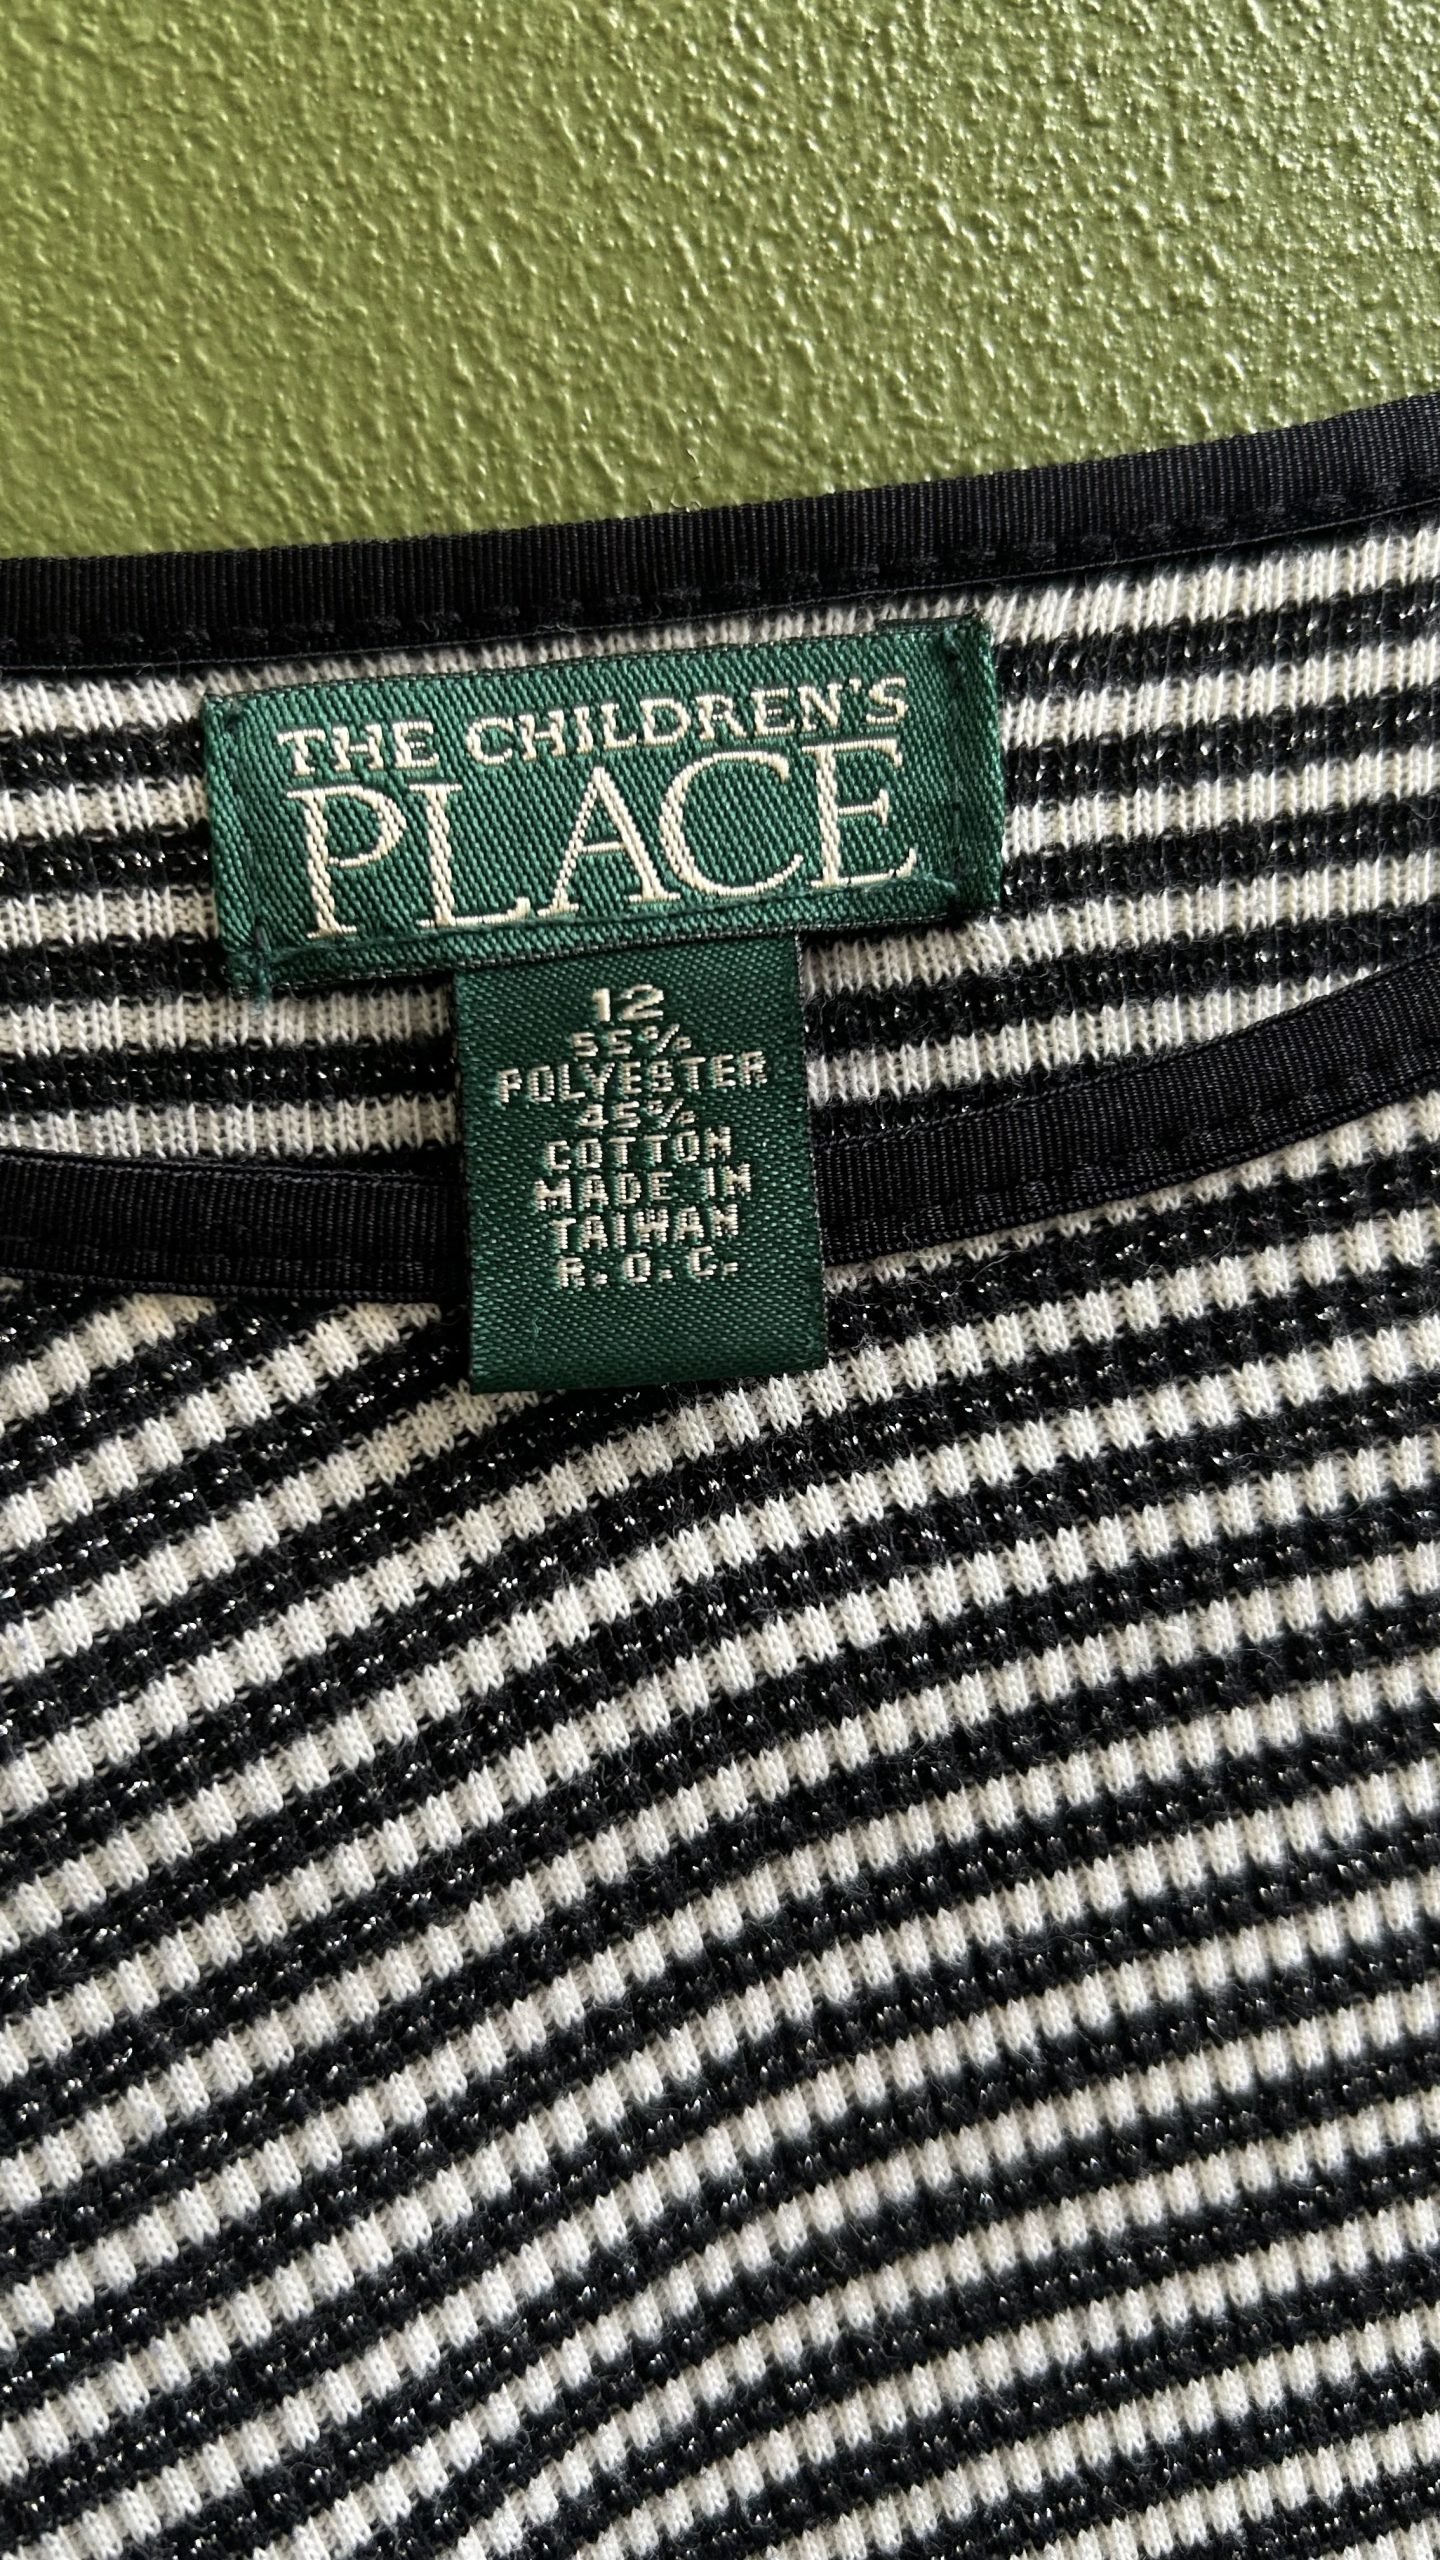 THE CHILDREN'S
PLACE
12
55%
POLYESTER
45%
COTTON
MADE IN
TAIWAN
R.O.C.